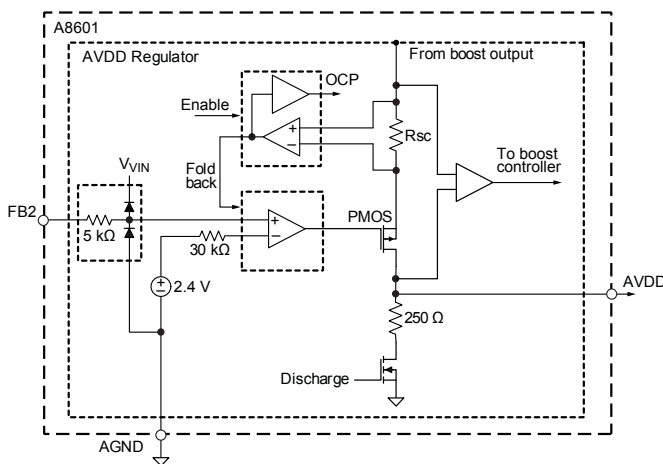 A8601
AVDD Regulator
From boost output
OCP
Enable
+
−
Rsc
To boost
controller
Fold
back
VVIN
FB2
5 kΩ
30 kΩ
+
−
PMOS
+
−
2.4 V
AVDD
250 Ω
Discharge
AGND